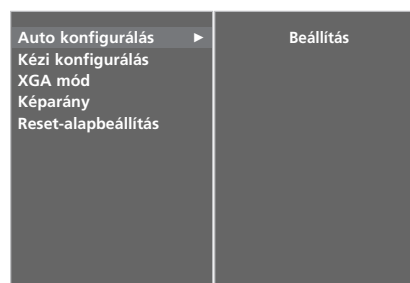 Auto konfigurálás ► Beállítás
Kézi konfigurálás
XGA mód
Képarány
Reset-alapbeállítás